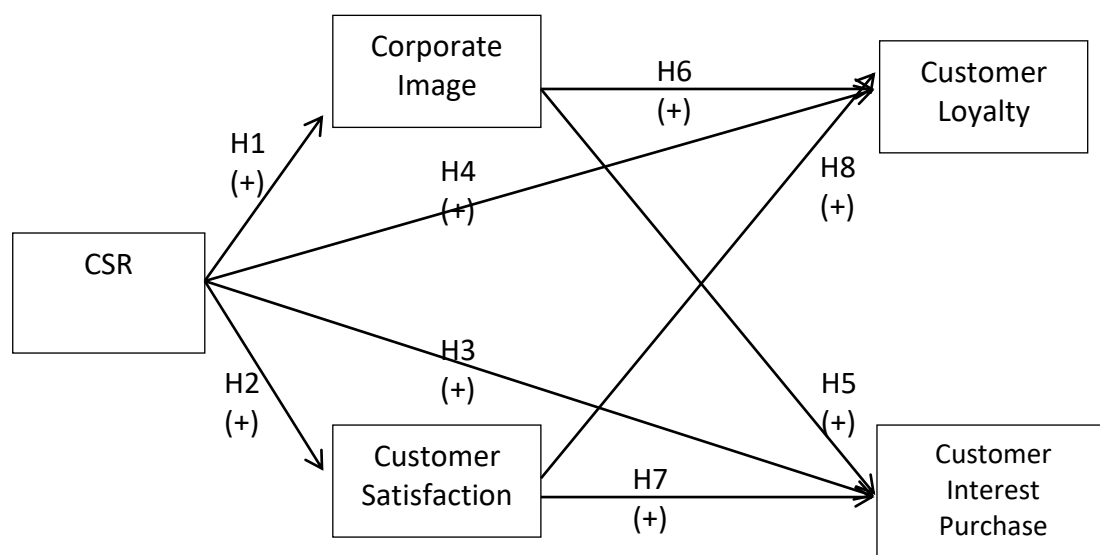 Corporate
Image
H6
(+)
Customer
Loyalty
H1
(+)
H4
(+)
H8
(+)
CSR
H2
(+)
H3
(+)
H5
(+)
Customer
Satisfaction
H7
(+)
Customer
Interest
Purchase